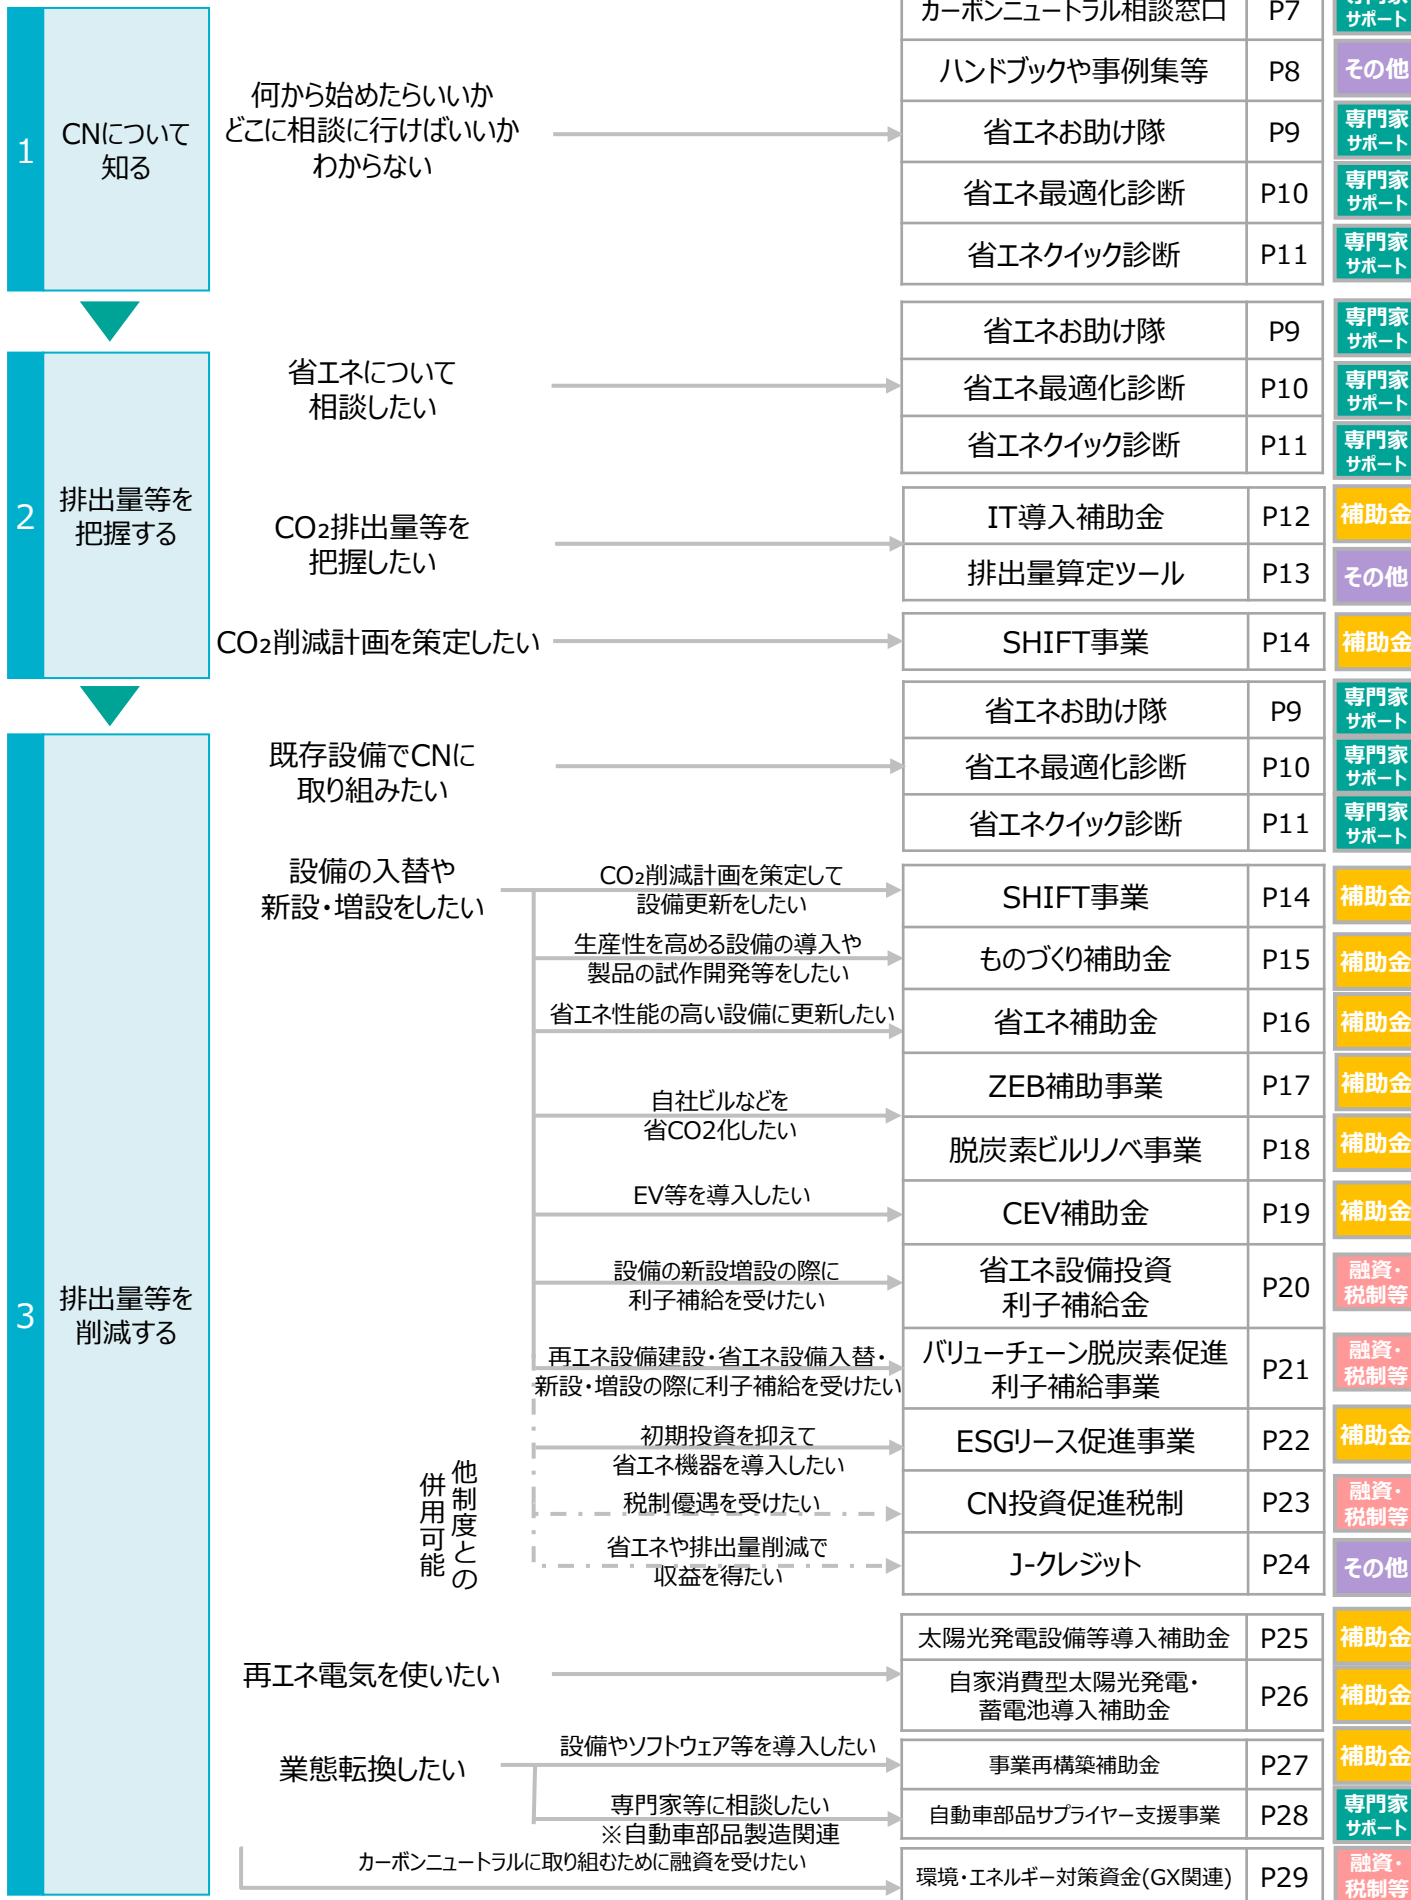 1
CNについて
知る
何から始めたらいいか
どこに相談に行けばいいか
わからない
カーボンニュートラル相談窓口
P7
専門家
サポート
ハンドブックや事例集等
P8
その他
省エネお助け隊
P9
専門家
サポート
省エネ最適化診断
P10
専門家
サポート
省エネクイック診断
P11
専門家
サポート
2
排出量等を
把握する
省エネについて
相談したい
省エネお助け隊
P9
専門家
サポート
省エネ最適化診断
P10
専門家
サポート
省エネクイック診断
P11
専門家
サポート
CO₂排出量等を
把握したい
IT導入補助金
P12
補助金
排出量算定ツール
P13
その他
CO₂削減計画を策定したい
SHIFT事業
P14
補助金
3
排出量等を
削減する
既存設備でCNに
取り組みたい
省エネお助け隊
P9
専門家
サポート
省エネ最適化診断
P10
専門家
サポート
省エネクイック診断
P11
専門家
サポート
設備の入替や
新設・増設をしたい
CO₂削減計画を策定して
設備更新をしたい
SHIFT事業
P14
補助金
生産性を高める設備の導入や
製品の試作開発等をしたい
ものづくり補助金
P15
補助金
省エネ性能の高い設備に更新したい
省エネ補助金
P16
補助金
自社ビルなどを
省CO2化したい
ZEB補助事業
P17
補助金
脱炭素ビルリノベ事業
P18
補助金
EV等を導入したい
CEV補助金
P19
補助金
設備の新設増設の際に
利子補給を受けたい
省エネ設備投資
利子補給金
P20
融資・
税制等
再エネ設備建設・省エネ設備入替・
新設・増設の際に利子補給を受けたい
バリューチェーン脱炭素促進
利子補給事業
P21
融資・
税制等
初期投資を抑えて
省エネ機器を導入したい
ESGリース促進事業
P22
補助金
他制度との
併用可能
税制優遇を受けたい
CN投資促進税制
P23
融資・
税制等
省エネや排出量削減で
収益を得たい
J-クレジット
P24
その他
再エネ電気を使いたい
太陽光発電設備等導入補助金
P25
補助金
自家消費型太陽光発電・
蓄電池導入補助金
P26
補助金
業態転換したい
設備やソフトウェア等を導入したい
事業再構築補助金
P27
補助金
専門家等に相談したい
※自動車部品製造関連
自動車部品サプライヤー支援事業
P28
専門家
サポート
カーボンニュートラルに取り組むために融資を受けたい
環境・エネルギー対策資金(GX関連)
P29
融資・
税制等